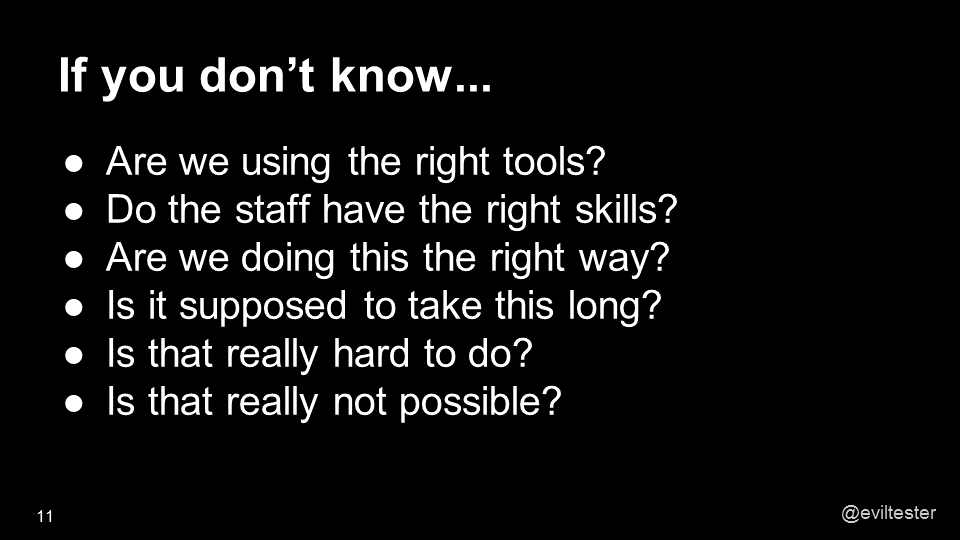 If you don’t know...
● Are we using the right tools?
● Do the staff have the right skills?
● Are we doing this the right way?
● Is it supposed to take this long?
● Is that really hard to do?
● Is that really not possible?
11
@eviltester